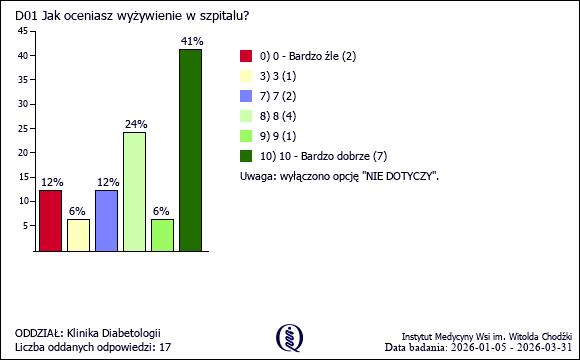 D01 Jak oceniasz wyżywienie w szpitalu?
45
40
35
30
25
20
15
10
5
12%
6%
12%
24%
6%
41%
0) 0 - Bardzo źle (2)
3) 3 (1)
7) 7 (2)
8) 8 (4)
9) 9 (1)
10) 10 - Bardzo dobrze (7)
Uwaga: wyłączono opcję "NIE DOTYCZY".
ODDZIAŁ: Klinika Diabetologii
Liczba oddanych odpowiedzi: 17
Instytut Medycyny Wsi im. Witolda Chodźki
Data badania: 2026-01-05 - 2026-03-31